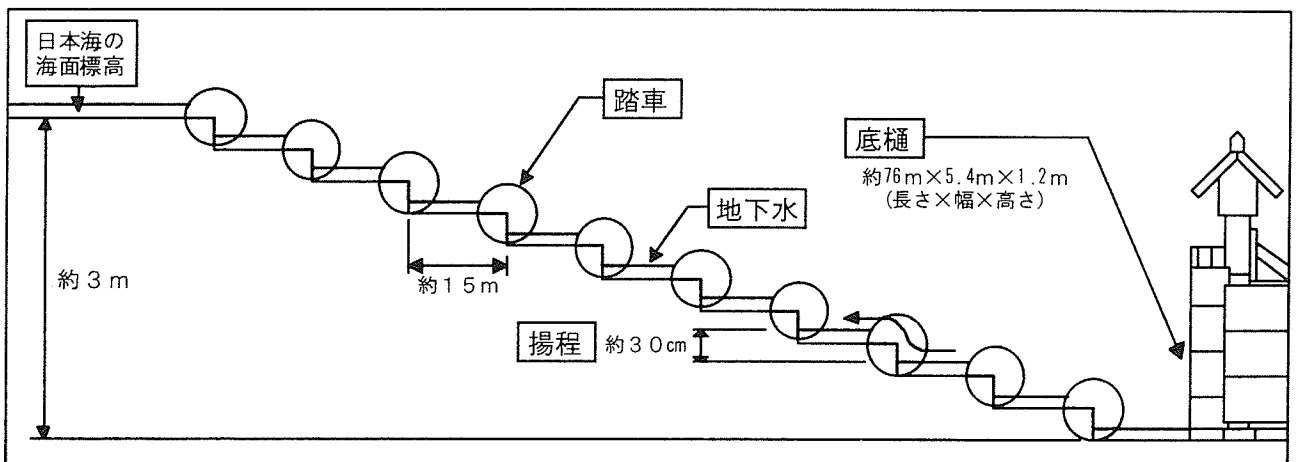 日本海の
海面標高
踏車
底樋
約76m×5.4m×1.2m
(長さ×幅×高さ)
地下水
約3m
約15m
揚程 約30cm